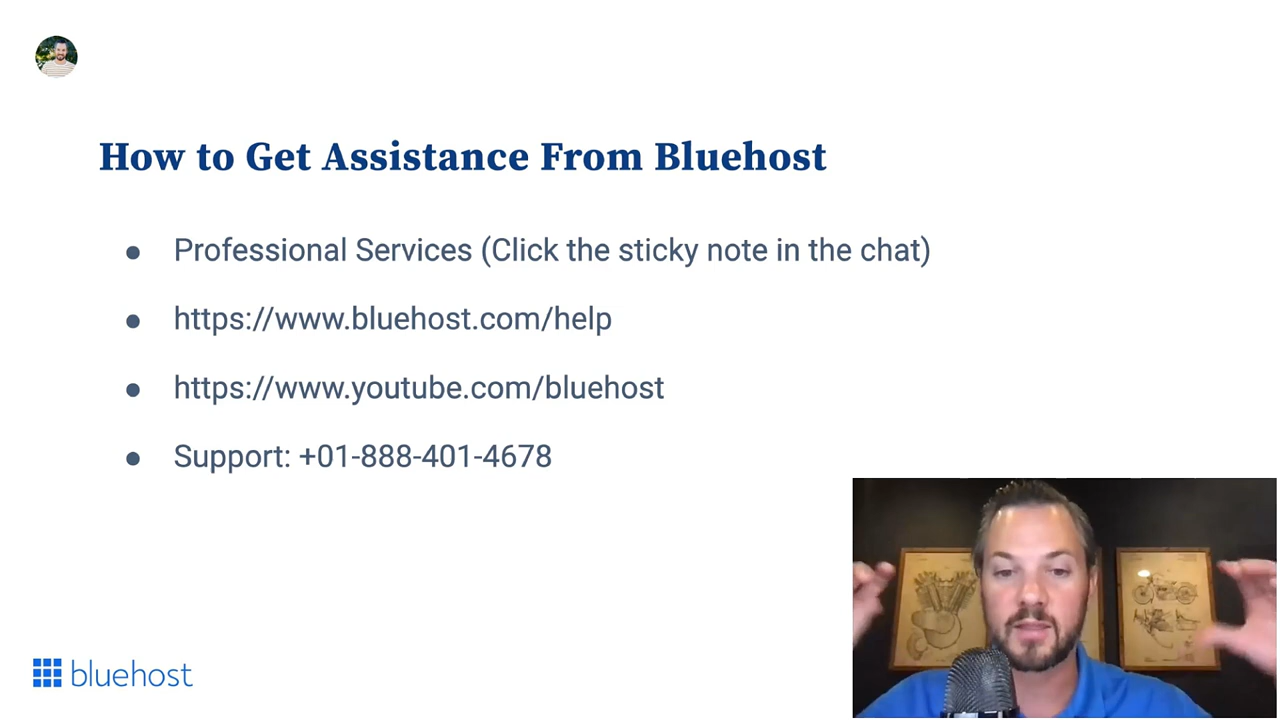 How to Get Assistance From Bluehost
● Professional Services (Click the sticky note in the chat)
● https://www.bluehost.com/help
● https://www.youtube.com/bluehost
● Support: +01-888-401-4678
bluehost